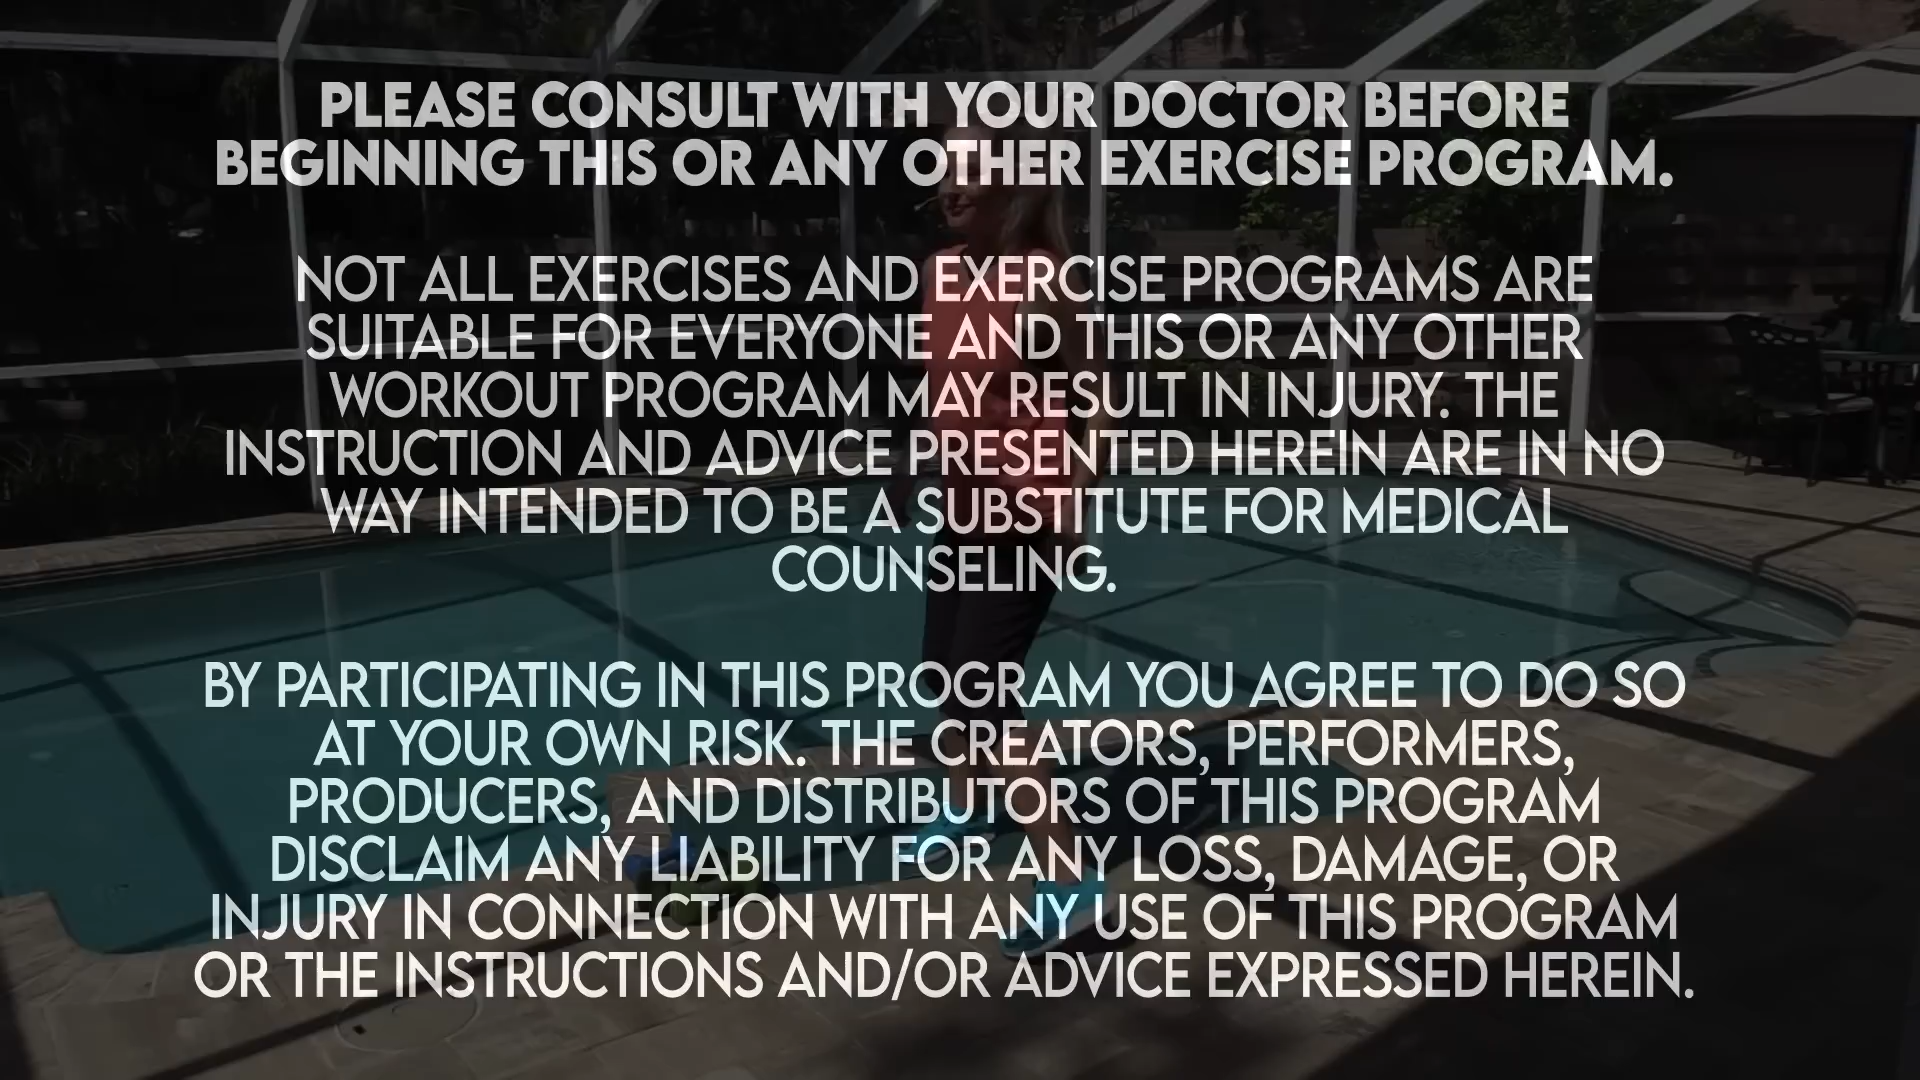 PLEASE CONSULT WITH YOUR DOCTOR BEFORE
BEGINNING THIS OR ANY OTHER EXERCISE PROGRAM.
NOT ALL EXERCISES AND EXERCISE PROGRAMS ARE
SUITABLE FOR EVERYONE AND THIS OR ANY OTHER
WORKOUT PROGRAM MAY RESULT IN INJURY. THE
INSTRUCTION AND ADVICE PRESENTED HEREIN ARE IN NO
WAY INTENDED TO BE A SUBSTITUTE FOR MEDICAL
COUNSELING.
BY PARTICIPATING IN THIS PROGRAM YOU AGREE TO DO SO
AT YOUR OWN RISK. THE CREATORS, PERFORMERS,
PRODUCERS, AND DISTRIBUTORS OF THIS PROGRAM
DISCLAIM ANY LIABILITY FOR ANY LOSS, DAMAGE, OR
INJURY IN CONNECTION WITH ANY USE OF THIS PROGRAM
OR THE INSTRUCTIONS AND/OR ADVICE EXPRESSED HEREIN.